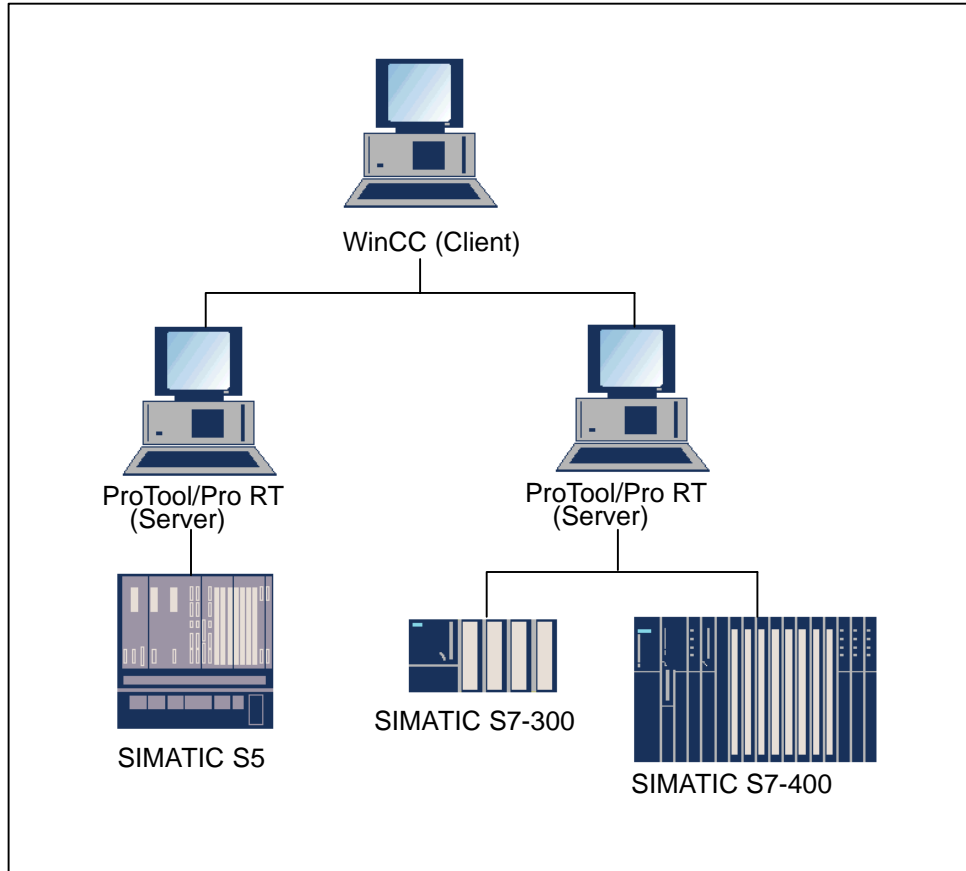 WinCC (Client)
ProTool/Pro RT
(Server)
ProTool/Pro RT
(Server)
SIMATIC S5
SIMATIC S7-300
SIMATIC S7-400